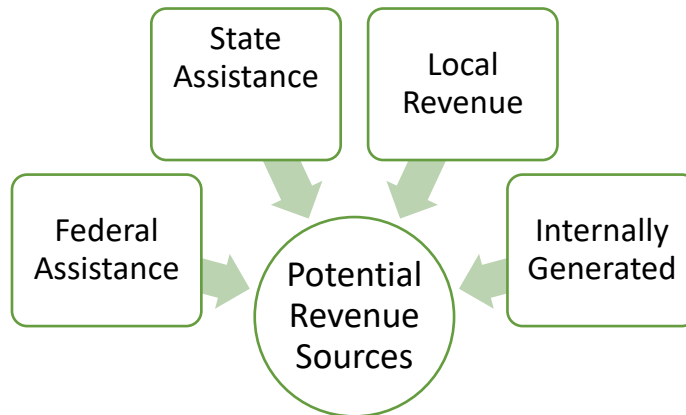 State
Assistance
Local
Revenue
Federal
Assistance
Internally
Generated
Potential
Revenue
Sources